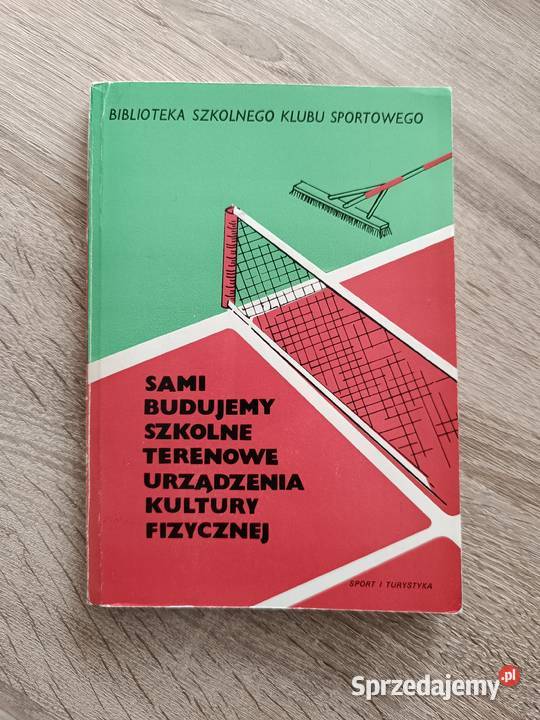 BIBLIOTEKA SZKOLNEGO KLUBU SPORTOWEGO
SAMI
BUDUJEMY
SZKOLNE
TERENOWE
URZĄDZENIA
KULTURY
FIZYCZNEJ
SPORT I TURYSTYKA
Sprzedajemy.pl